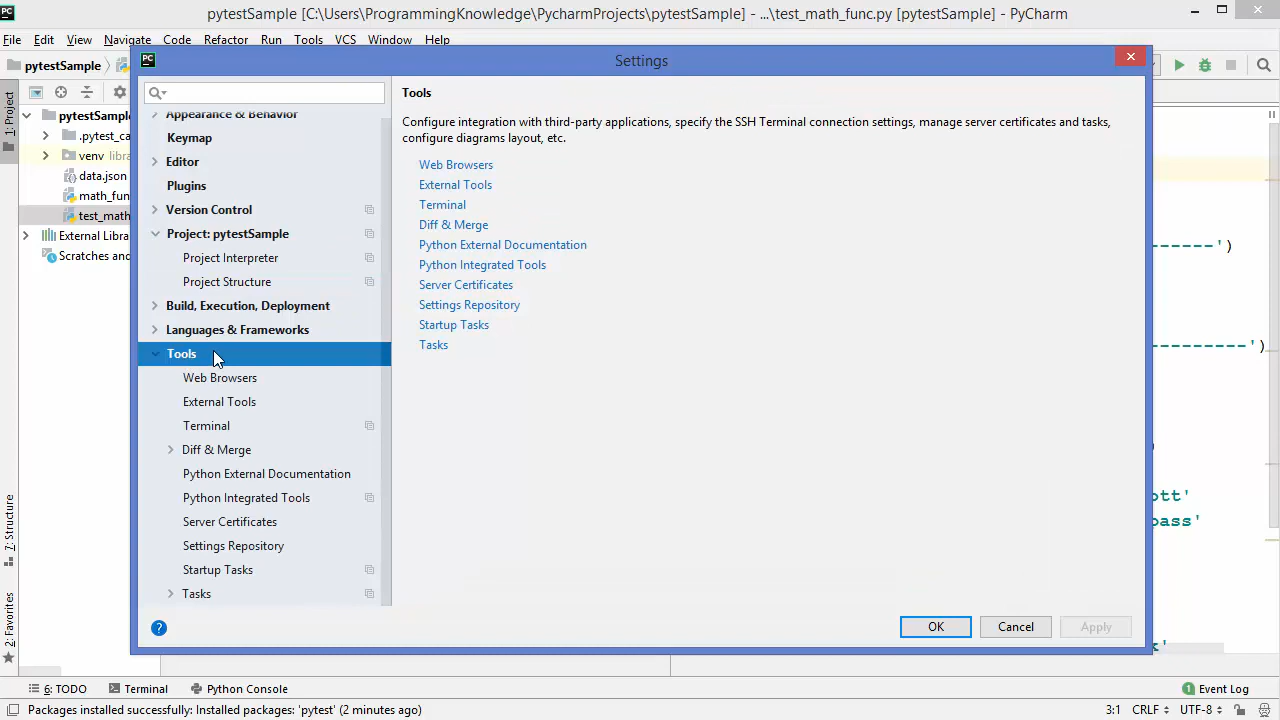 PC
pytestSample [C:\Users\ProgrammingKnowledge\PycharmProjects\pytestSample] - ...\test_math_func.py [pytestSample] - PyCharm
File Edit View Navigate Code Refactor Run Tools VCS Window Help
pytestSample
PC
Settings
1: Project
7: Structure
2: Favorites
pytestSample
.pytest_ca
venv libra
data.json
math_fun
test_math
External Libra
Scratches and
Appearance & Behavior
Keymap
Editor
Plugins
Version Control
Project: pytestSample
Project Interpreter
Project Structure
Build, Execution, Deployment
Languages & Frameworks
Tools
Web Browsers
External Tools
Terminal
Diff & Merge
Python External Documentation
Python Integrated Tools
Server Certificates
Settings Repository
Startup Tasks
Tasks
Tools
Configure integration with third-party applications, specify the SSH Terminal connection settings, manage server certificates and tasks,
configure diagrams layout, etc.
Web Browsers
External Tools
Terminal
Diff & Merge
Python External Documentation
Python Integrated Tools
Server Certificates
Settings Repository
Startup Tasks
Tasks
------')
---------')
ott'
pass'
k'
?
OK Cancel Apply
6: TODO Terminal Python Console
1 Event Log
Packages installed successfully: Installed packages: 'pytest' (2 minutes ago)
3:1 CRLF UTF-8